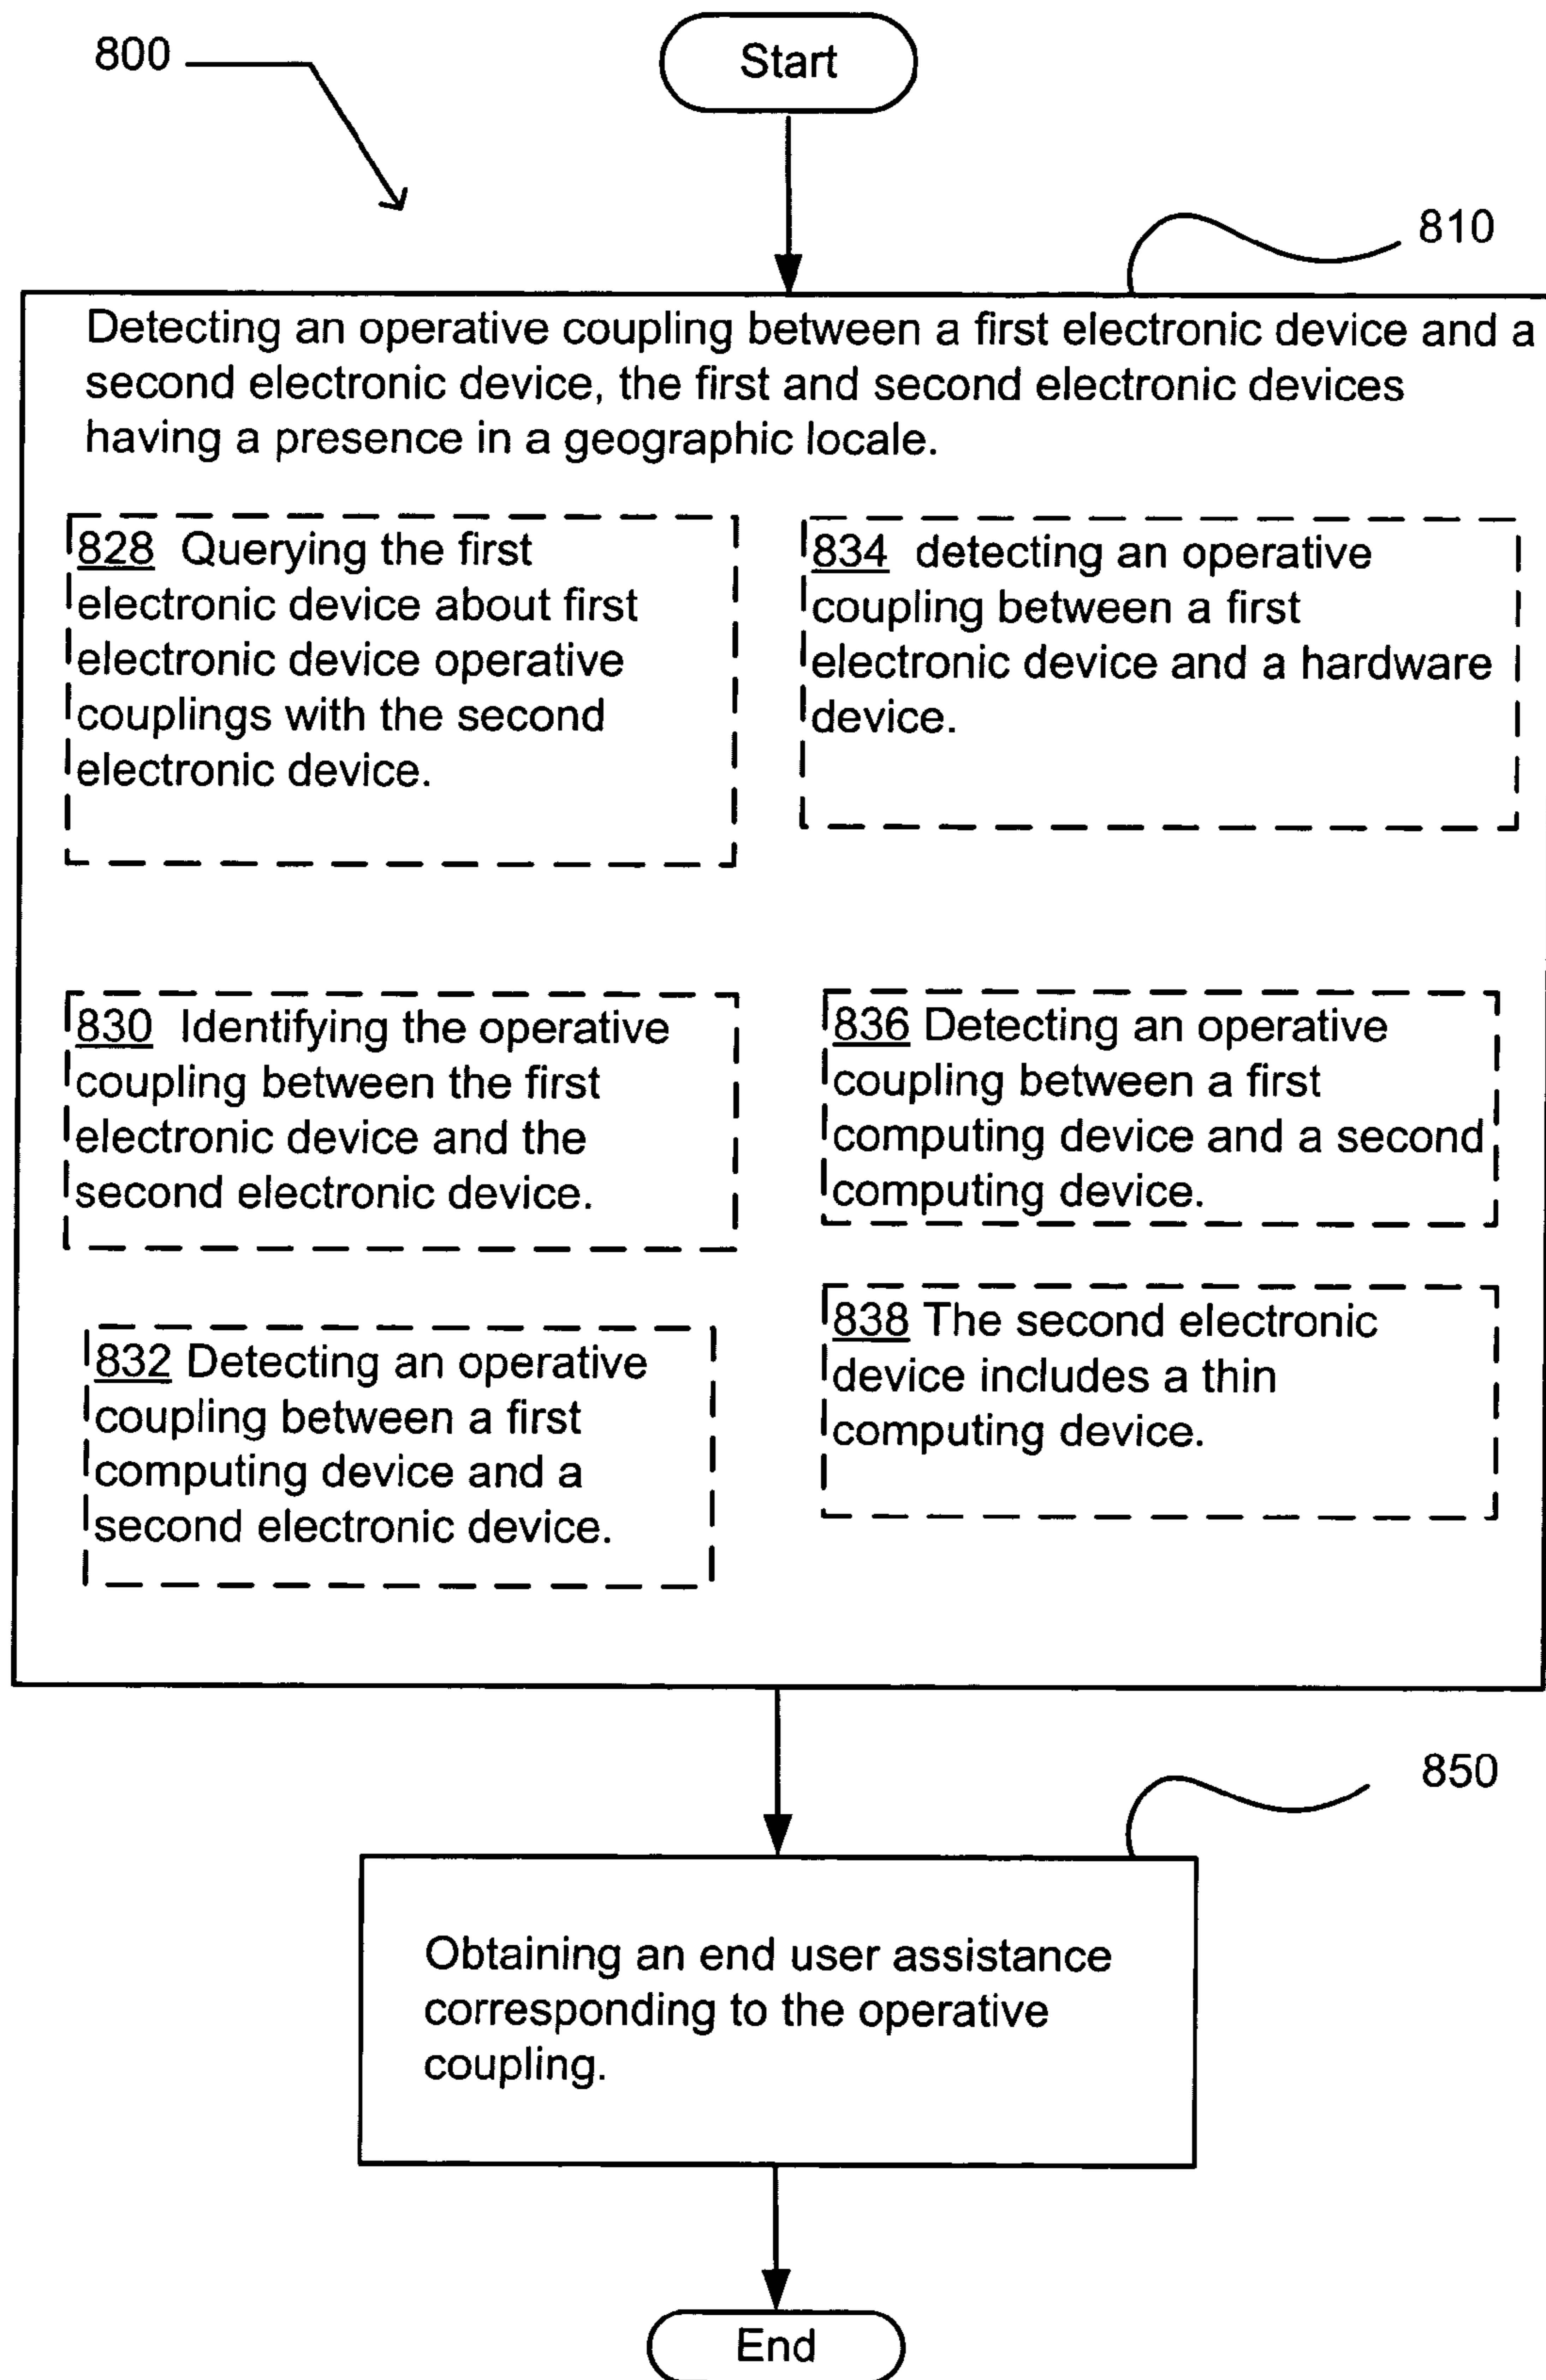 800
Start
810
Detecting an operative coupling between a first electronic device and a
second electronic device, the first and second electronic devices
having a presence in a geographic locale.
828 Querying the first
electronic device about first
electronic device operative
couplings with the second
electronic device.
834 detecting an operative
coupling between a first
electronic device and a hardware
device.
830 Identifying the operative
coupling between the first
electronic device and the
second electronic device.
836 Detecting an operative
coupling between a first
computing device and a second
computing device.
832 Detecting an operative
coupling between a first
computing device and a
second electronic device.
838 The second electronic
device includes a thin
computing device.
850
Obtaining an end user assistance
corresponding to the operative
coupling.
End